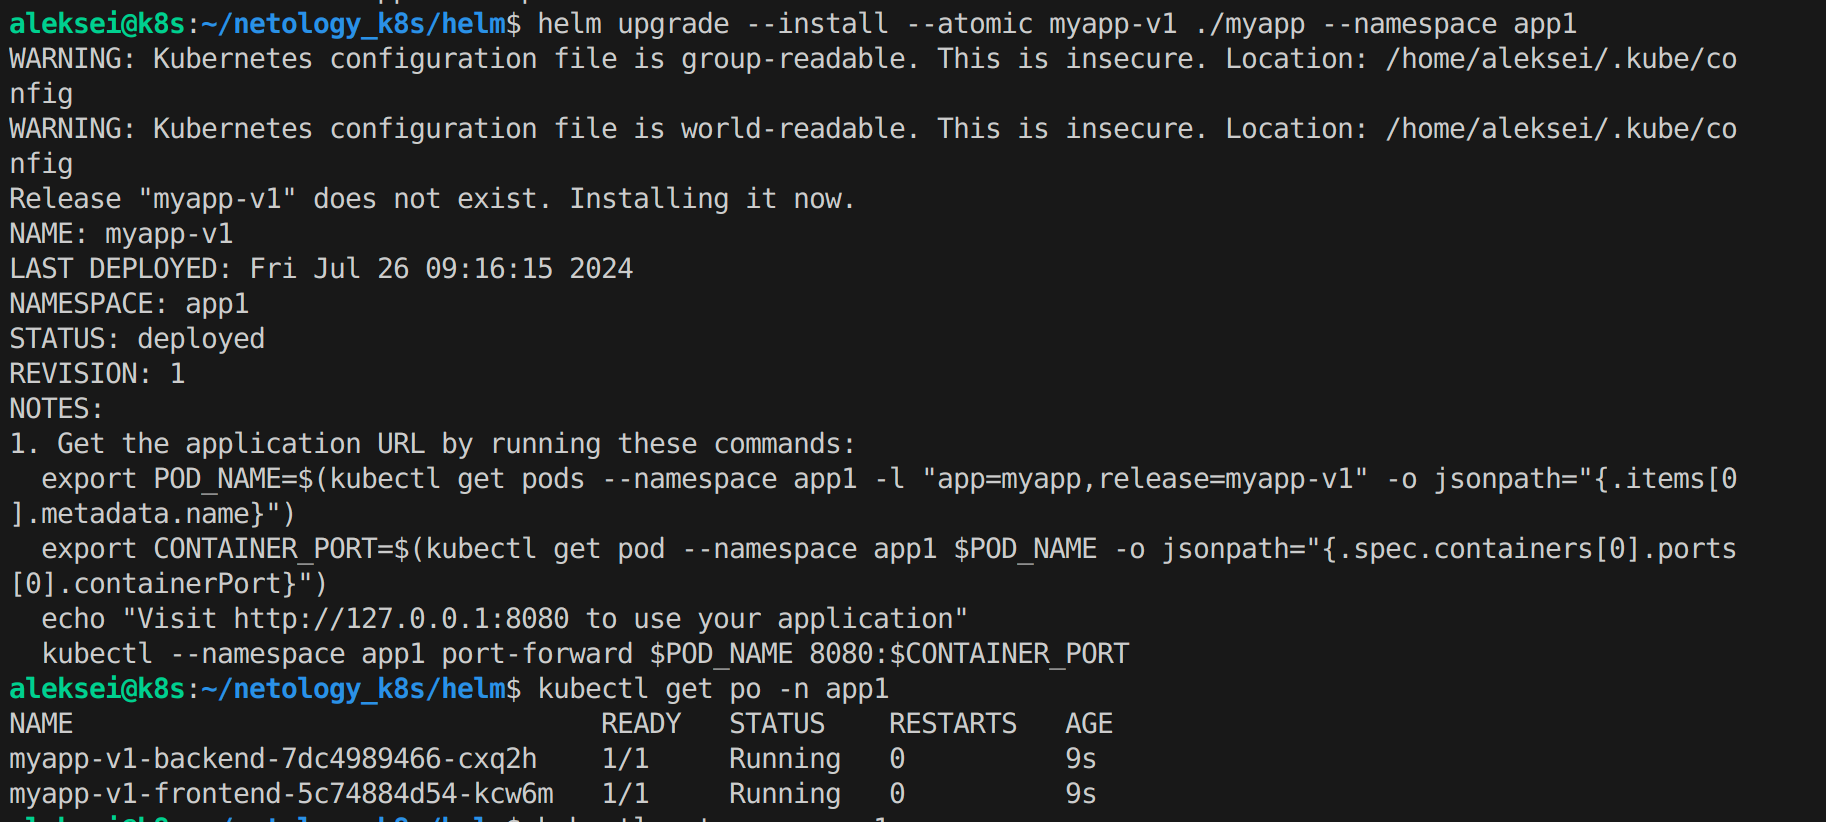 aleksei@k8s:~/netology_k8s/helm$ helm upgrade --install --atomic myapp-v1 ./myapp --namespace app1
WARNING: Kubernetes configuration file is group-readable. This is insecure. Location: /home/aleksei/.kube/co
nfig
WARNING: Kubernetes configuration file is world-readable. This is insecure. Location: /home/aleksei/.kube/co
nfig
Release "myapp-v1" does not exist. Installing it now.
NAME: myapp-v1
LAST DEPLOYED: Fri Jul 26 09:16:15 2024
NAMESPACE: app1
STATUS: deployed
REVISION: 1
NOTES:
1. Get the application URL by running these commands:
  export POD_NAME=$(kubectl get pods --namespace app1 -l "app=myapp,release=myapp-v1" -o jsonpath="{.items[0
].metadata.name}")
  export CONTAINER_PORT=$(kubectl get pod --namespace app1 $POD_NAME -o jsonpath="{.spec.containers[0].ports
[0].containerPort}")
  echo "Visit http://127.0.0.1:8080 to use your application"
  kubectl --namespace app1 port-forward $POD_NAME 8080:$CONTAINER_PORT
aleksei@k8s:~/netology_k8s/helm$ kubectl get po -n app1
NAME                                 READY   STATUS    RESTARTS   AGE
myapp-v1-backend-7dc4989466-cxq2h    1/1     Running   0          9s
myapp-v1-frontend-5c74884d54-kcw6m   1/1     Running   0          9s